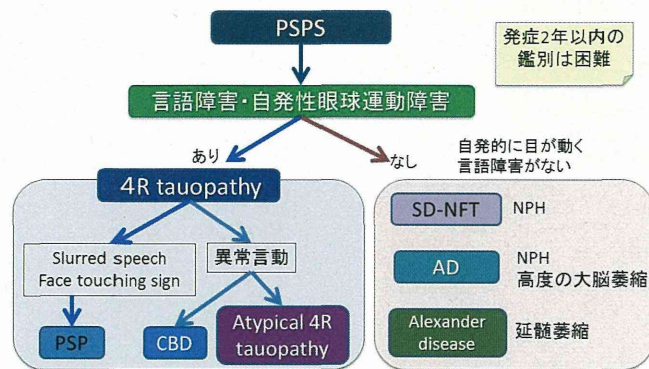 PSPS
発症2年以内の
鑑別は困難
言語障害・自発性眼球運動障害
あり
なし
自発的に目が動く
言語障害がない
4R tauopathy
Slurred speech
Face touching sign
異常言動
PSP
CBD
Atypical 4R
tauopathy
SD-NFT
NPH
AD
NPH
高度の大脳萎縮
Alexander
disease
延髄萎縮